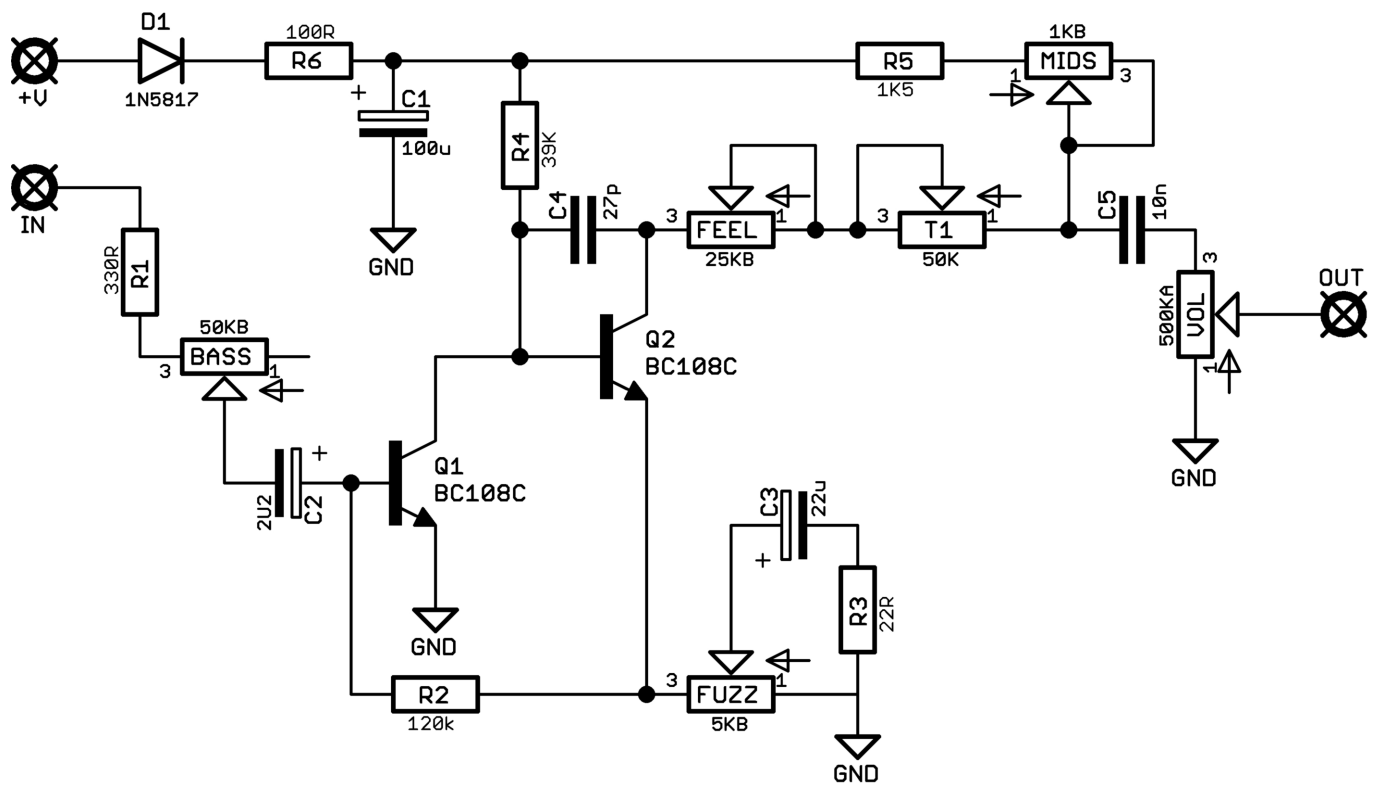 D1
100R
1KB
R6
R5
MIDS
1
3
+V
1N5817
+
C1
1K5
100u
R4
39K
IN
C4
27p
C5
10n
3
FEEL
1
3
T1
1
25KB
50K
GND
R1
330R
3
OUT
500KA
VOL
1
50KB
BASS
3
1
Q2
BC108C
+
Q1
BC108C
GND
2U2
C2
C3
22u
+
R3
22R
GND
3
1
R2
FUZZ
120k
5KB
GND